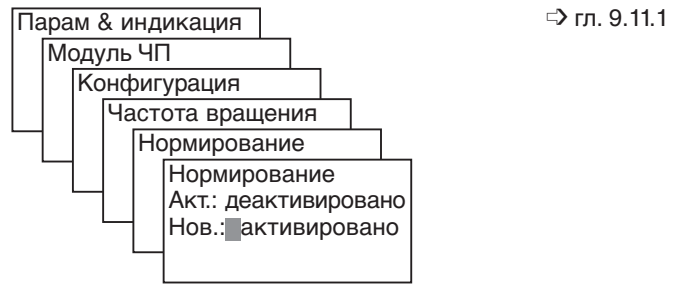 Парам & индикация
⇨ гл. 9.11.1
Модуль ЧП
Конфигурация
Частота вращения
Нормирование
Нормирование
Акт.: деактивировано
Нов.: активировано